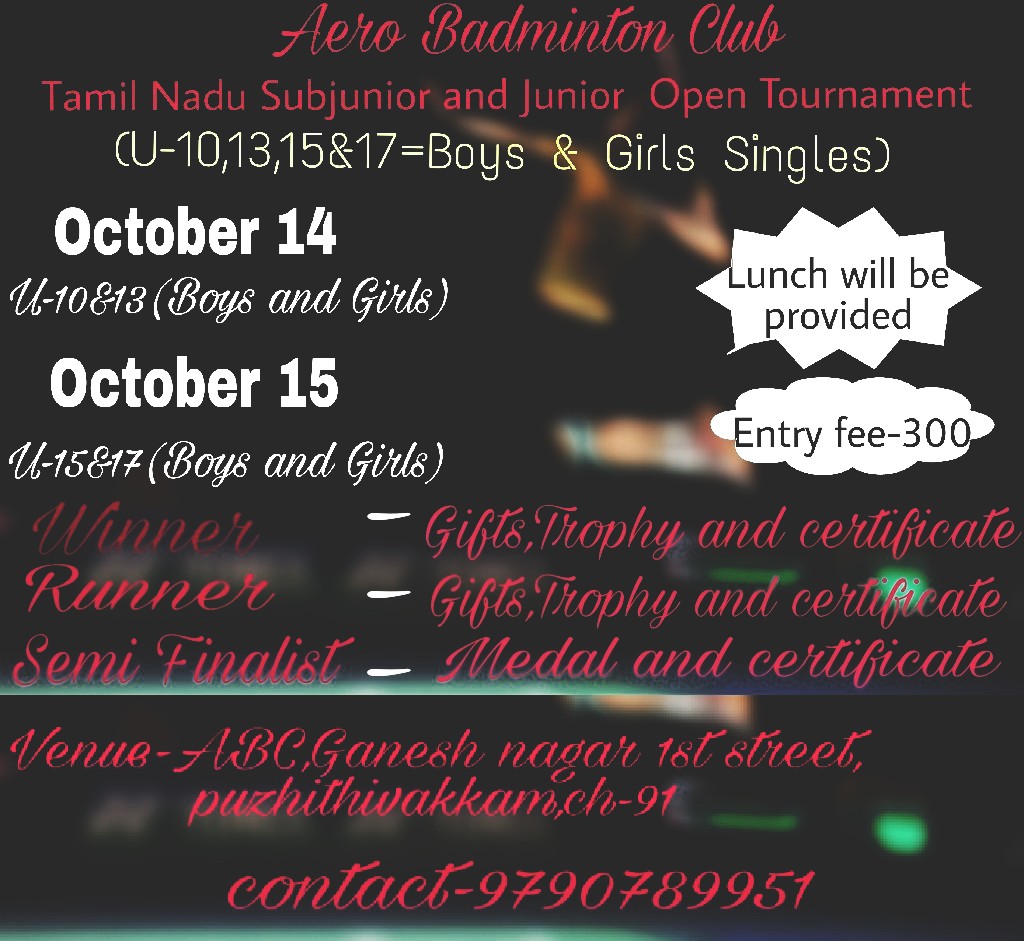 Aero Badminton Club
Tamil Nadu Subjunior and Junior Open Tournament
(U-10,13,15&17=Boys & Girls Singles)
October 14
U-10&13(Boys and Girls)
October 15
U-15&17(Boys and Girls)
Lunch will be
provided
Entry fee-300
Winner - Gifts,Trophy and certificate
Runner - Gifts,Trophy and certificate
Semi Finalist - Medal and certificate
Venue-ABC,Ganesh nagar 1st street,
puzhithivakkam,ch-91
contact-9790789951